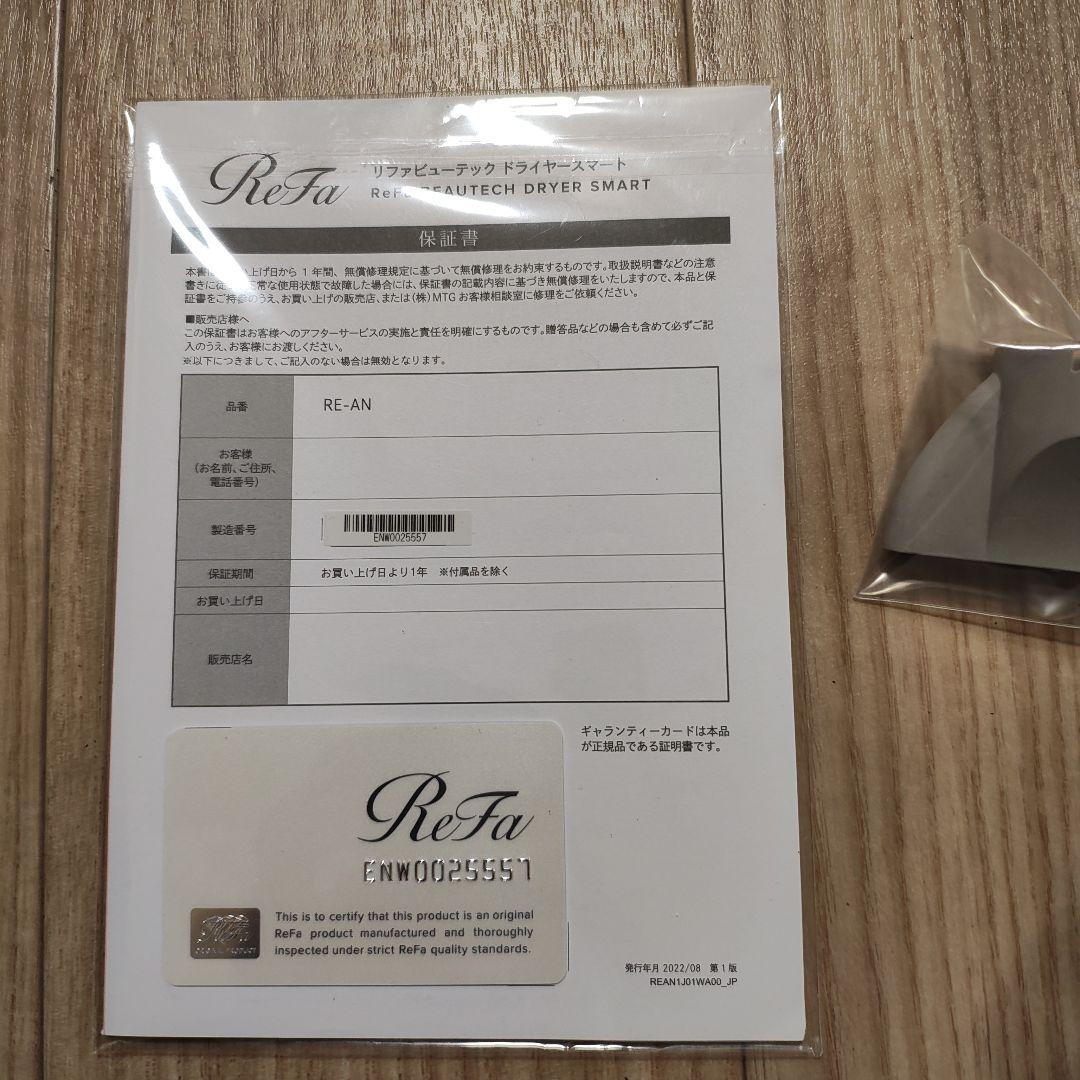 ReFa
リファビューテック ドライヤースマート
ReFa BEAUTECH DRYER SMART
保証書
い上げ日から 1 年間、無償修理規定に基づいて無償修理をお約束するものです。取扱説明書などの注意
書きに 常な使用状態で故障した場合には、保証書の記載内容に基づき無償修理をいたしますので、本品と保
証書をご持参のうえ、お買い上げの販売店、または(株)MTG お客様相談室に修理をご依頼ください。
■販売店様へ
この保証書はお客様へのアフターサービスの実施と責任を明確にするものです。贈答品などの場合も含めて必ずご記
入のうえ、お客様にお渡しください。
※以下につきまして、ご記入のない場合は無効となります。
品番 RE-AN
お客様
(お名前、ご住所、
電話番号)
製造番号 ENW0025557
保証期間 お買い上げ日より1年 ※付属品を除く
お買い上げ日
販売店名
ギャランティーカードは本品
が正規品である証明書です。
ReFa
ENW0025557
ReFa
ORIGINAL PRODUCT
This is to certify that this product is an original
ReFa product manufactured and thoroughly
inspected under strict ReFa quality standards.
発行年月 2022/08 第1版
REAN1J01WA00_JP